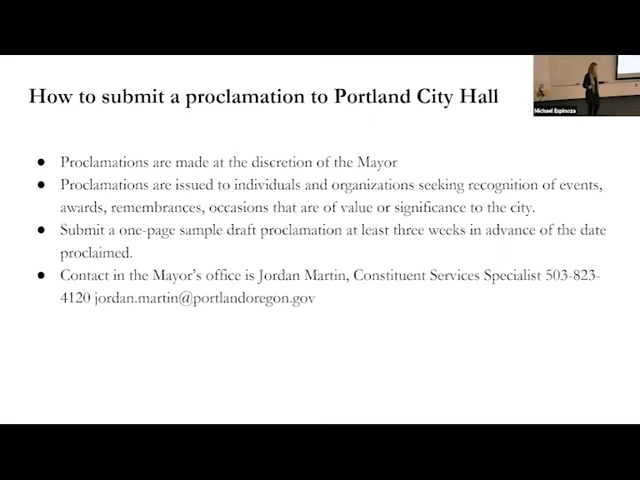 How to submit a proclamation to Portland City Hall
Michael Espinoza
● Proclamations are made at the discretion of the Mayor
● Proclamations are issued to individuals and organizations seeking recognition of events,
awards, remembrances, occasions that are of value or significance to the city.
● Submit a one-page sample draft proclamation at least three weeks in advance of the date
proclaimed.
● Contact in the Mayor's office is Jordan Martin, Constituent Services Specialist 503-823-
4120 jordan.martin@portlandoregon.gov